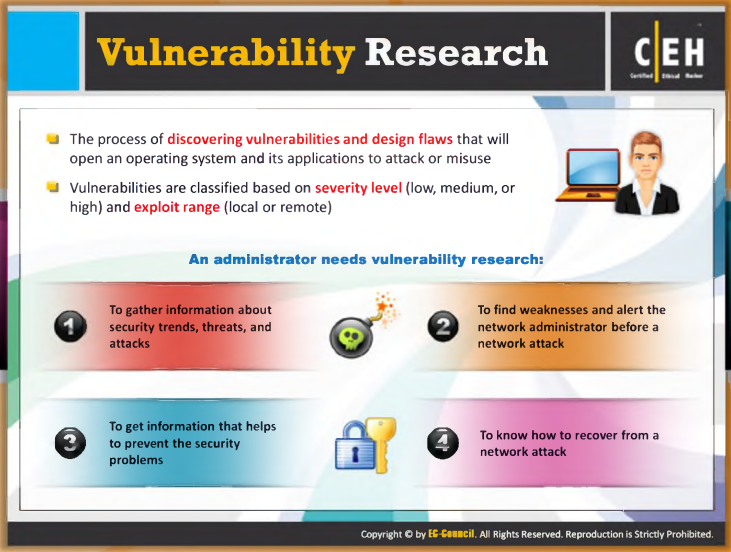 Vulnerability Research
C|EH
Certified Ethical Hacker
The process of discovering vulnerabilities and design flaws that will
open an operating system and its applications to attack or misuse
Vulnerabilities are classified based on severity level (low, medium, or
high) and exploit range (local or remote)
An administrator needs vulnerability research:
1
To gather information about
security trends, threats, and
attacks
2
To find weaknesses and alert the
network administrator before a
network attack
3
To get information that helps
to prevent the security
problems
4
To know how to recover from a
network attack
Copyright © by EC-Council. All Rights Reserved. Reproduction is Strictly Prohibited.